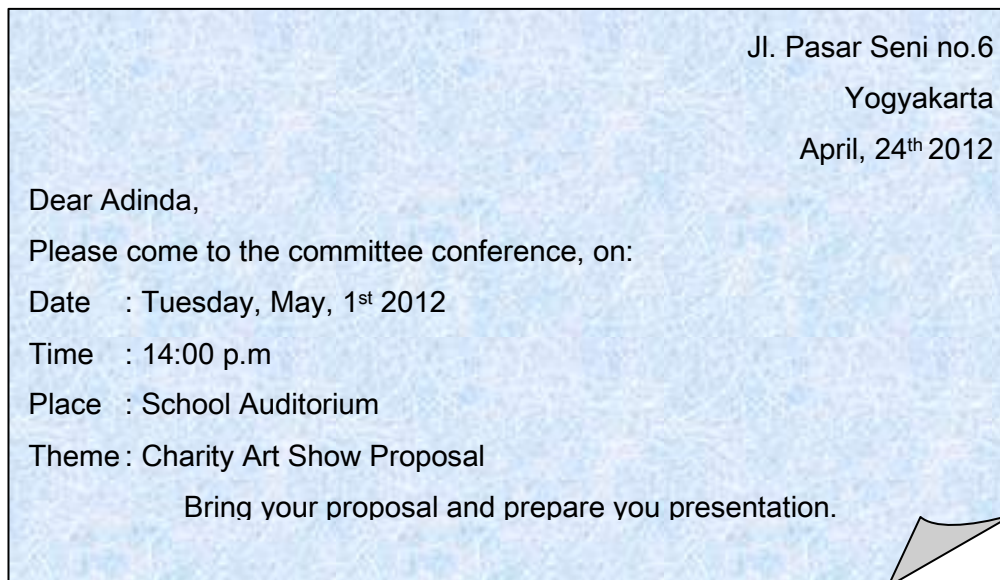 Jl. Pasar Seni no.6
Yogyakarta
April, 24th 2012
Dear Adinda,
Please come to the committee conference, on:
Date : Tuesday, May, 1st 2012
Time : 14:00 p.m
Place : School Auditorium
Theme : Charity Art Show Proposal
Bring your proposal and prepare you presentation.